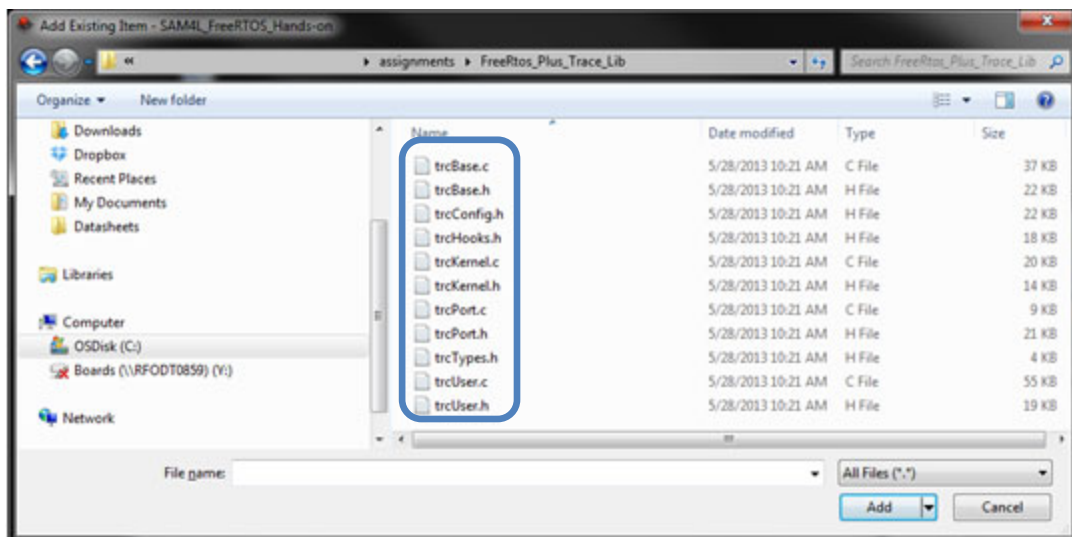 Add Existing Item - SAM4L_FreeRTOS_Hands-on
« ▸ assignments ▸ FreeRtos_Plus_Trace_Lib
Search FreeRtos_Plus_Trace_Lib
Organize New folder
Downloads
Dropbox
Recent Places
My Documents
Datasheets
Libraries
Computer
OSDisk (C:)
Boards (\\RFODT0859) (Y:)
Network
Name Date modified Type Size
trcBase.c 5/28/2013 10:21 AM C File 37 KB
trcBase.h 5/28/2013 10:21 AM H File 22 KB
trcConfig.h 5/28/2013 10:21 AM H File 22 KB
trcHooks.h 5/28/2013 10:21 AM H File 18 KB
trcKernel.c 5/28/2013 10:21 AM C File 20 KB
trcKernel.h 5/28/2013 10:21 AM H File 14 KB
trcPort.c 5/28/2013 10:21 AM C File 9 KB
trcPort.h 5/28/2013 10:21 AM H File 21 KB
trcTypes.h 5/28/2013 10:21 AM H File 4 KB
trcUser.c 5/28/2013 10:21 AM C File 55 KB
trcUser.h 5/28/2013 10:21 AM H File 19 KB
File name: All Files (*.*)
Add Cancel